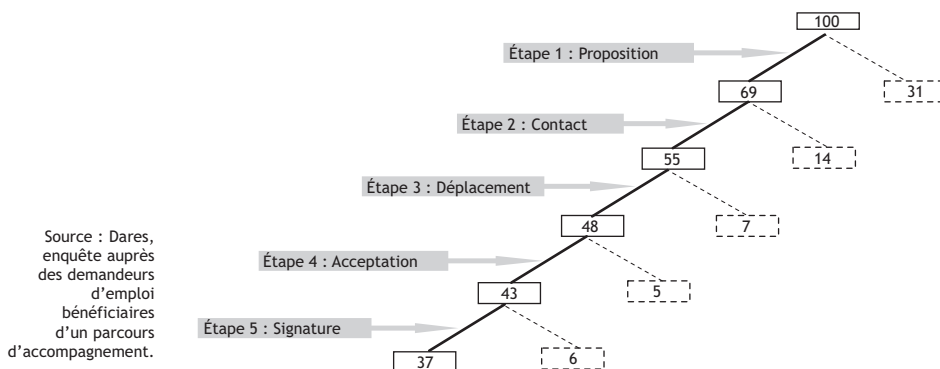 100
Étape 1 : Proposition
69
31
Étape 2 : Contact
55
14
Étape 3 : Déplacement
48
7
Étape 4 : Acceptation
43
5
Étape 5 : Signature
37
6
Source : Dares,
enquête auprès
des demandeurs
d’emploi
bénéficiaires
d’un parcours
d’accompagnement.